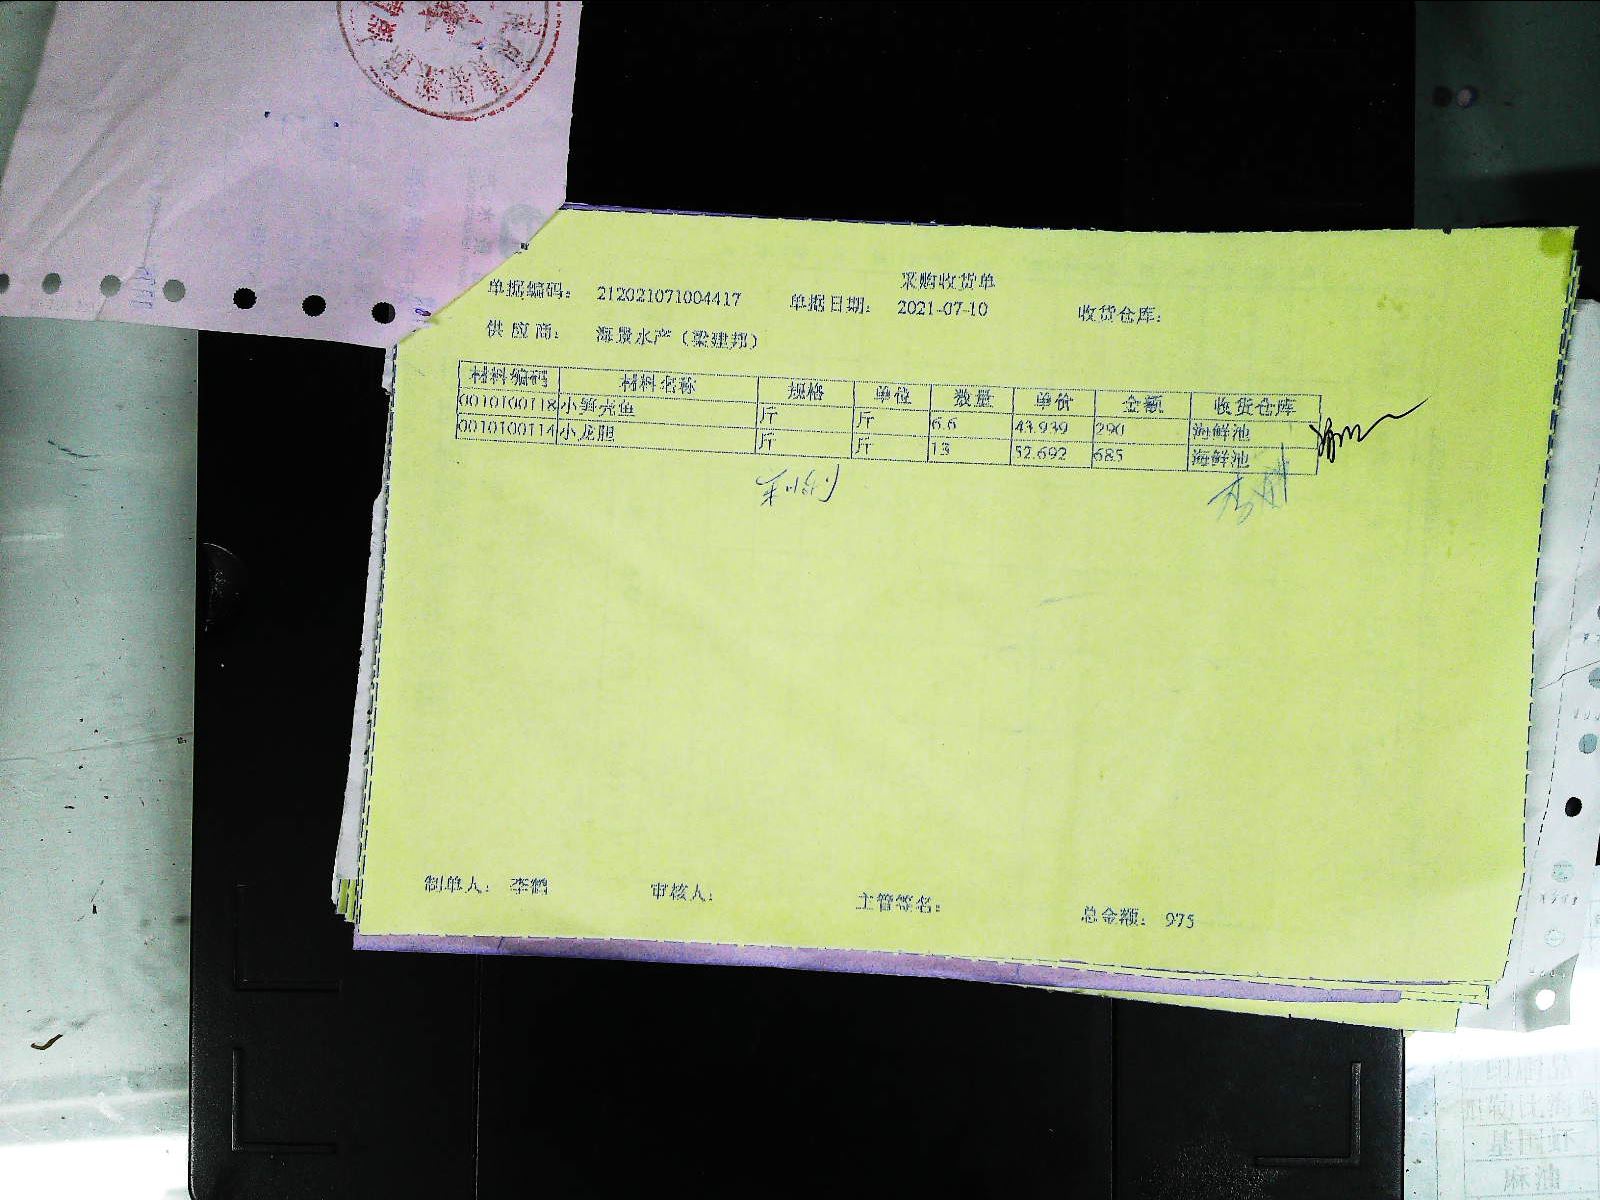 采购收货单
单据编码： 212021071004417 单据日期： 2021-07-10 收货仓库：
供应商： 海景水产（梁建邦）
材料编码 材料名称 规格 单位 数量 单价 金额 收货仓库
0010100118 小笋壳鱼 斤 斤 6.6 43.939 290 海鲜池
0010100114 小龙胆 斤 斤 13 52.692 685 海鲜池
制单人： 李鹤 审核人： 主管签名： 总金额： 975